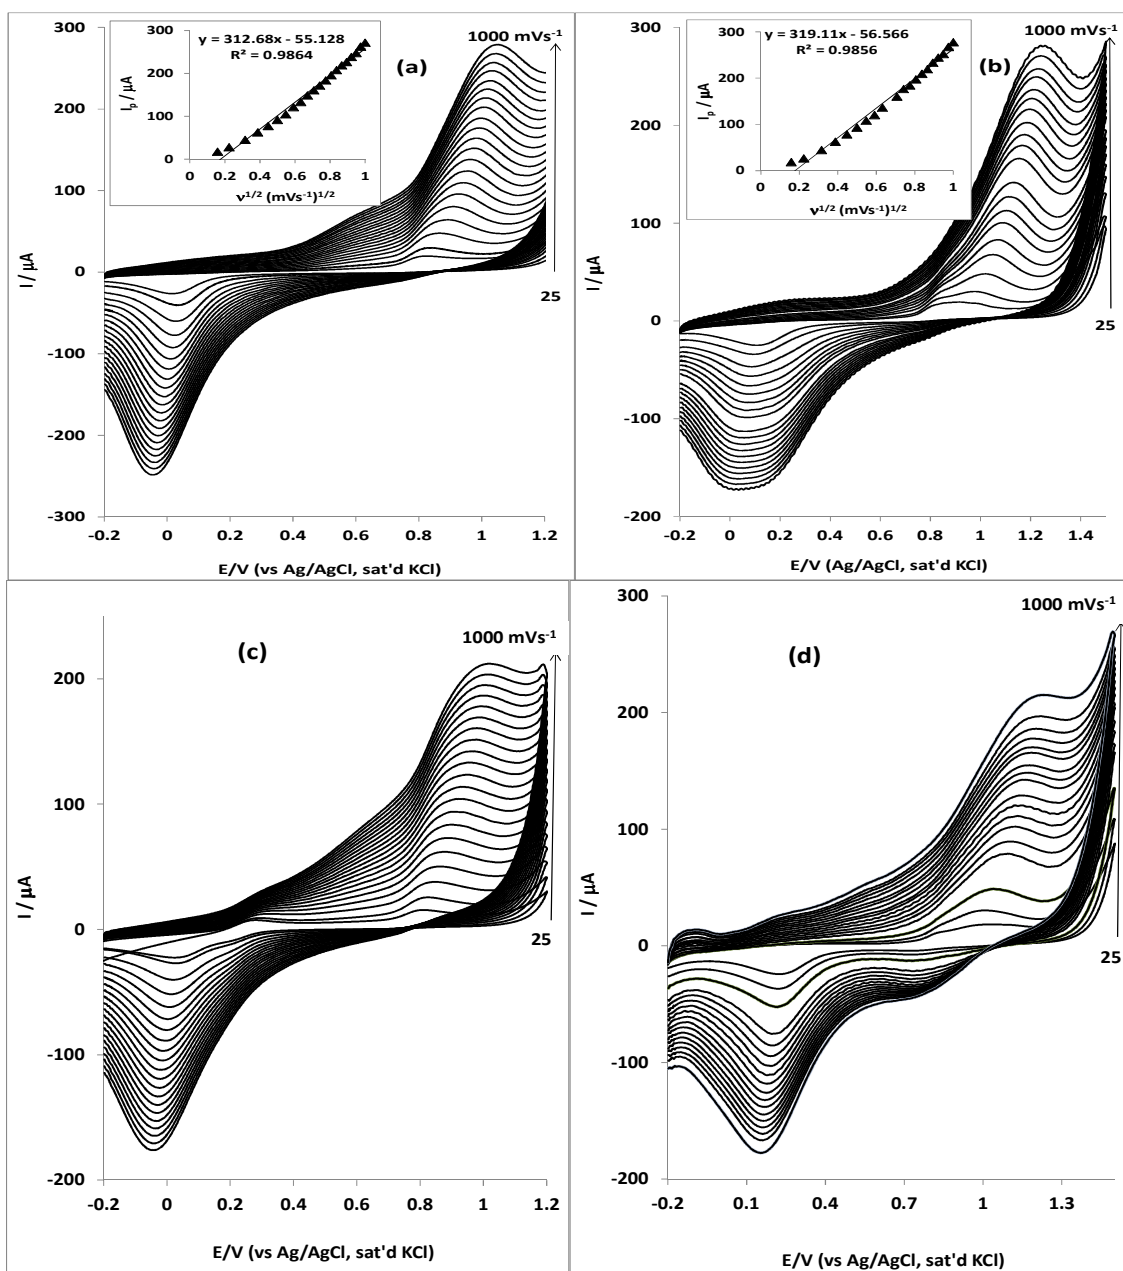 300
200
100
0
-100
-200
-300
I / µA
-0.2 0 0.2 0.4 0.6 0.8 1 1.2
E/V (vs Ag/AgCl, sat'd KCl)
(a)
1000 mVs⁻¹
25
y = 312.68x - 55.128
R² = 0.9864
300
200
100
0
Iₚ / µA
0 0.2 0.4 0.6 0.8 1
ν¹ᐟ² (mVs⁻¹)¹ᐟ²
300
200
100
0
-100
-200
I / µA
-0.2 0 0.2 0.4 0.6 0.8 1 1.2 1.4
E/V (Ag/AgCl, sat'd KCl)
(b)
1000 mVs⁻¹
25
y = 319.11x - 56.566
R² = 0.9856
300
200
100
0
Iₚ / µA
0 0.2 0.4 0.6 0.8 1
ν¹ᐟ² (mVs⁻¹)¹ᐟ²
(c)
1000 mVs⁻¹
25
200
100
0
-100
-200
I / µA
-0.2 0 0.2 0.4 0.6 0.8 1 1.2
E/V (vs Ag/AgCl, sat'd KCl)
(d)
1000 mVs⁻¹
25
300
200
100
0
-100
-200
I / µA
-0.2 0.1 0.4 0.7 1 1.3
E/V (vs Ag/AgCl, sat'd KCl)